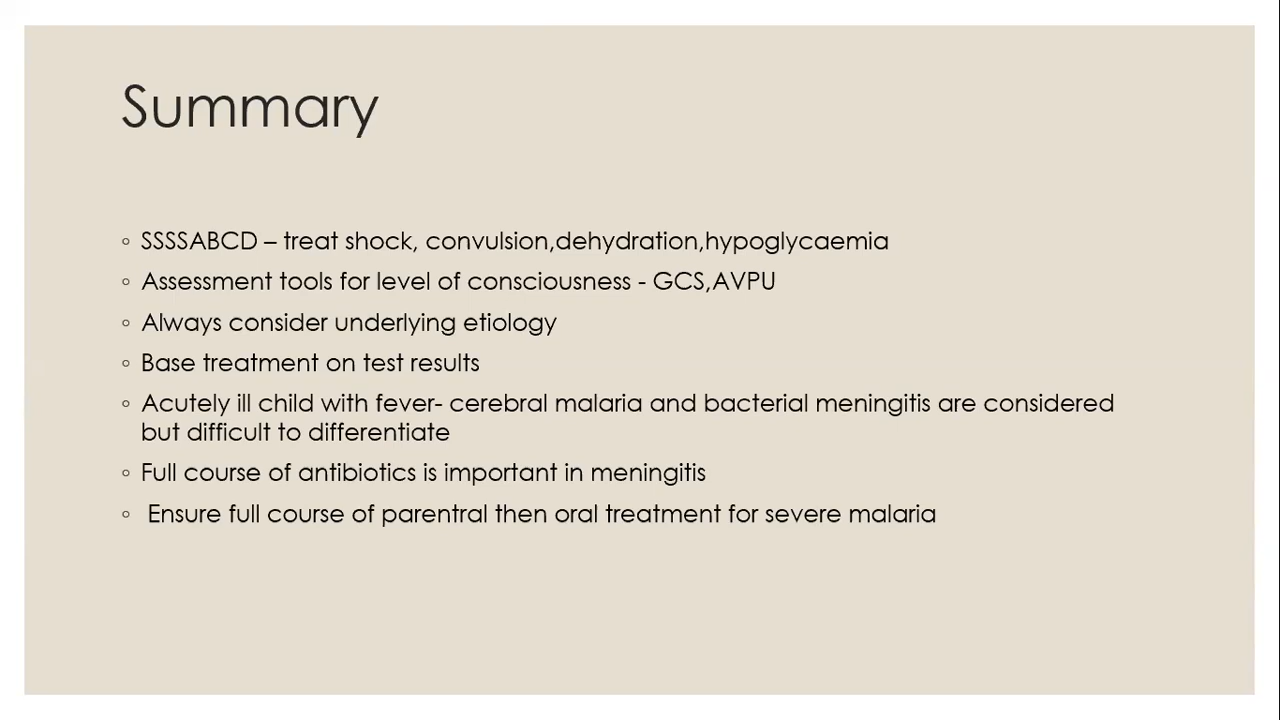 Summary
◦ SSSSABCD – treat shock, convulsion,dehydration,hypoglycaemia
◦ Assessment tools for level of consciousness - GCS,AVPU
◦ Always consider underlying etiology
◦ Base treatment on test results
◦ Acutely ill child with fever- cerebral malaria and bacterial meningitis are considered
but difficult to differentiate
◦ Full course of antibiotics is important in meningitis
◦ Ensure full course of parentral then oral treatment for severe malaria